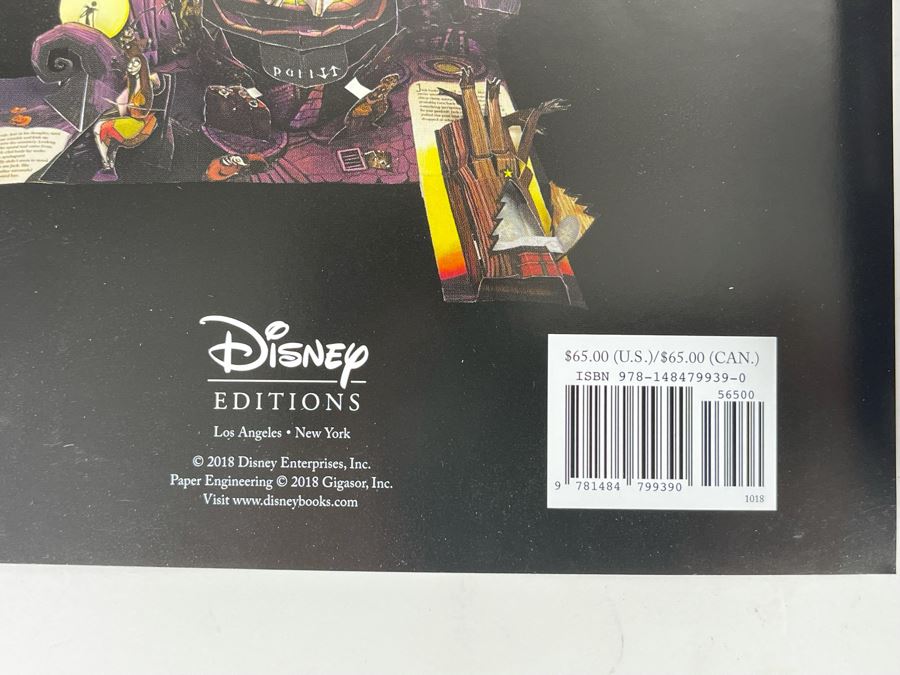 Disney
EDITIONS
Los Angeles • New York
© 2018 Disney Enterprises, Inc.
Paper Engineering © 2018 Gigasor, Inc.
Visit www.disneybooks.com
$65.00 (U.S.)/$65.00 (CAN.)
ISBN 978-148479939-0
56500
9 781484 799390
1018